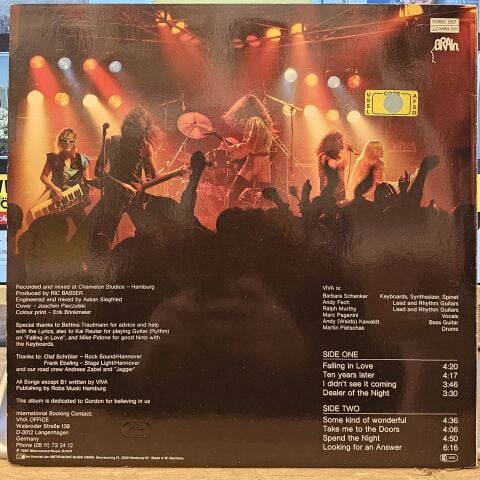 0060.557
BRAIN
CODE
VSSL
AFSD
VIVA
Recorded and mixed at Chameleon Studios – Hamburg
Produced by RIC BASSER
Engineered and mixed by Askan Siegfried
Cover – Joachim Pieczulski
Colour print – Erik Brinkmeier
Special thanks to Bettina Trautmann for advice and help
with the Lyrics, also to Kai Reuter for playing Guitar (Rythm)
on "Falling in Love", and Mike Pidone for good hints with
the Keyboards.
Thanks to: Olaf Schröter – Rock Sound/Hannover
Frank Ebeling – Stage Light/Hannover
and our road crew Andreas Zabel and "Jagger"
All Songs except B1 written by VIVA
Publishing by Roba Music Hamburg
This album is dedicated to Gordon for believing in us
International Booking Contact:
VIVA OFFICE
Walsroder Straße 136
D-3012 Langenhagen
Germany
Phone (05 11) 73 24 12
VIVA is:
Barbara Schenker Keyboards, Synthesizer, Spinet
Andy Fach Lead and Rhythm Guitars
Ralph Murthy Lead and Rhythm Guitars
Marc Paganini Vocals
Andy (Waldo) Kawaldt Bass Guitar
Martin Pietschak Drums
SIDE ONE
Falling in Love 4:20
Ten years later 4:17
I didn't see it coming 3:46
Dealer of the Night 3:30
SIDE TWO
Some kind of wonderful 4:36
Take me to the Doors 4:06
Spend the Night 4:50
Looking for an Answer 6:16